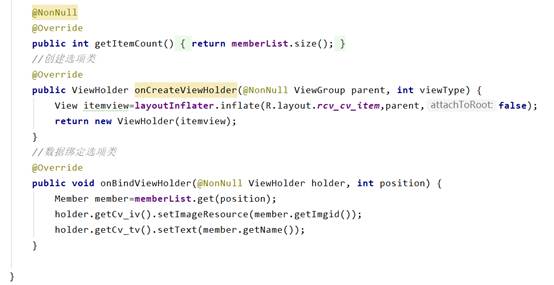 @NonNull
@Override
public int getItemCount() { return memberList.size(); }
//创建选项类
@Override
public ViewHolder onCreateViewHolder(@NonNull ViewGroup parent, int viewType) {
View itemview=layoutInflater.inflate(R.layout.rcv_cv_item,parent, attachToRoot: false);
return new ViewHolder(itemview);
}
//数据绑定选项类
@Override
public void onBindViewHolder(@NonNull ViewHolder holder, int position) {
Member member=memberList.get(position);
holder.getCv_iv().setImageResource(member.getImgid());
holder.getCv_tv().setText(member.getName());
}
}